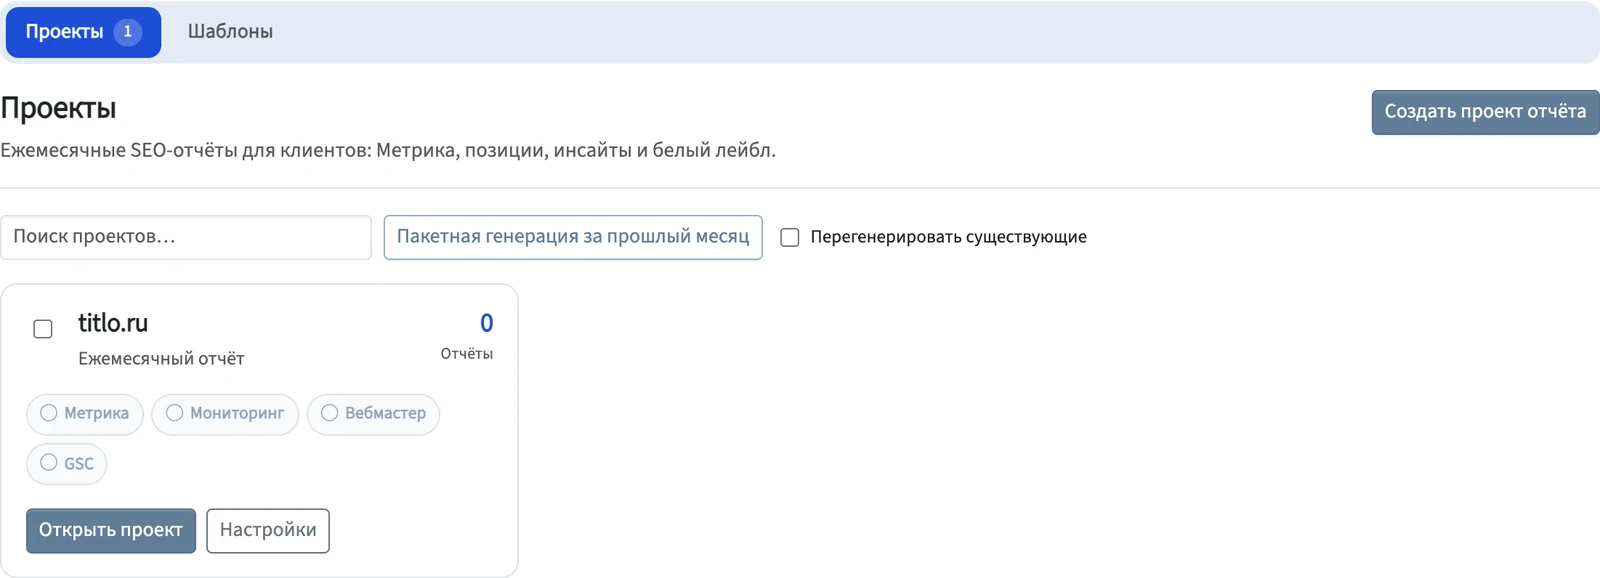 Проекты 1 Шаблоны
Проекты
Создать проект отчёта
Ежемесячные SEO-отчёты для клиентов: Метрика, позиции, инсайты и белый лейбл.
Поиск проектов… Пакетная генерация за прошлый месяц Перегенерировать существующие
titlo.ru 0
Ежемесячный отчёт Отчёты
Метрика Мониторинг Вебмастер
GSC
Открыть проект Настройки